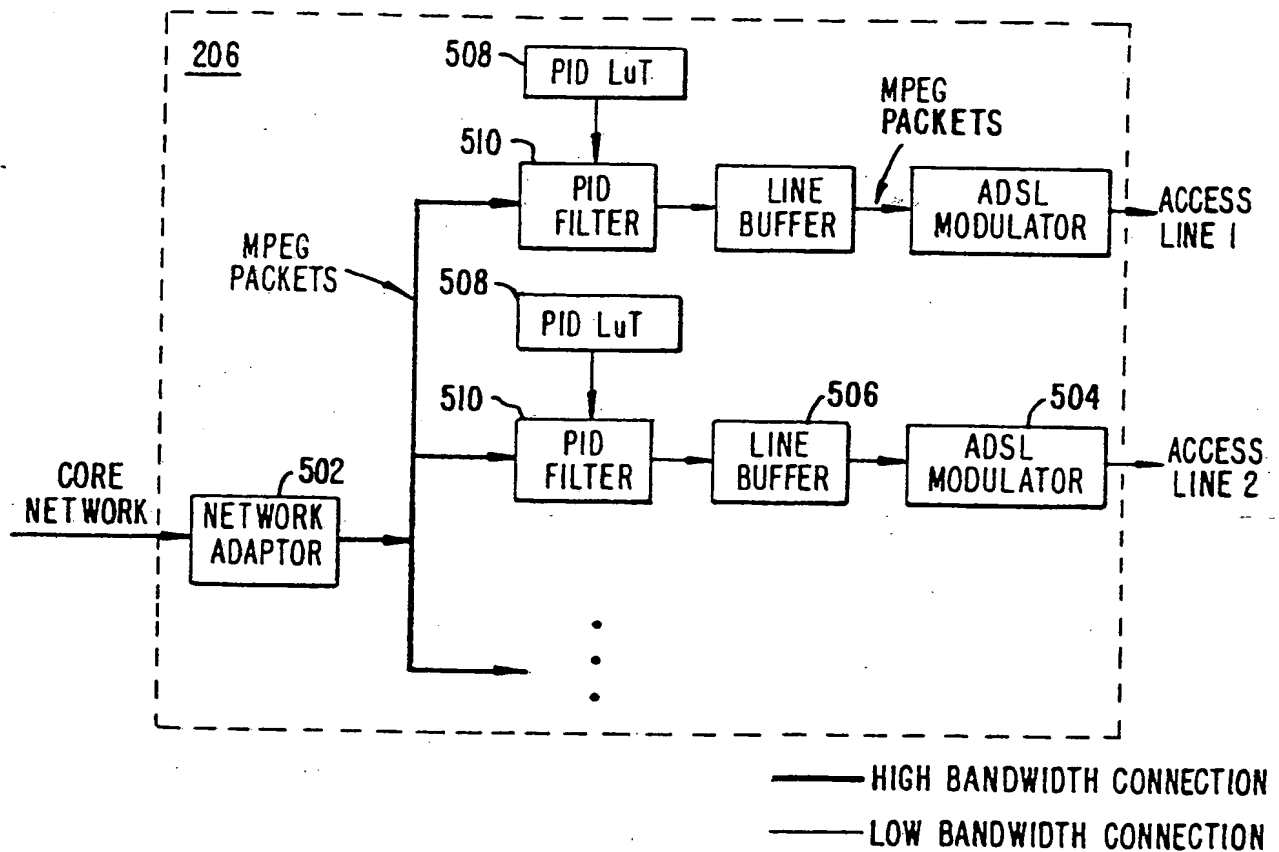 206
508
PID LuT
MPEG
PACKETS
510
PID
FILTER
LINE
BUFFER
ADSL
MODULATOR
ACCESS
LINE 1
MPEG
PACKETS
508
PID LuT
510
PID
FILTER
506
LINE
BUFFER
504
ADSL
MODULATOR
ACCESS
LINE 2
CORE
NETWORK
502
NETWORK
ADAPTOR
HIGH BANDWIDTH CONNECTION
LOW BANDWIDTH CONNECTION